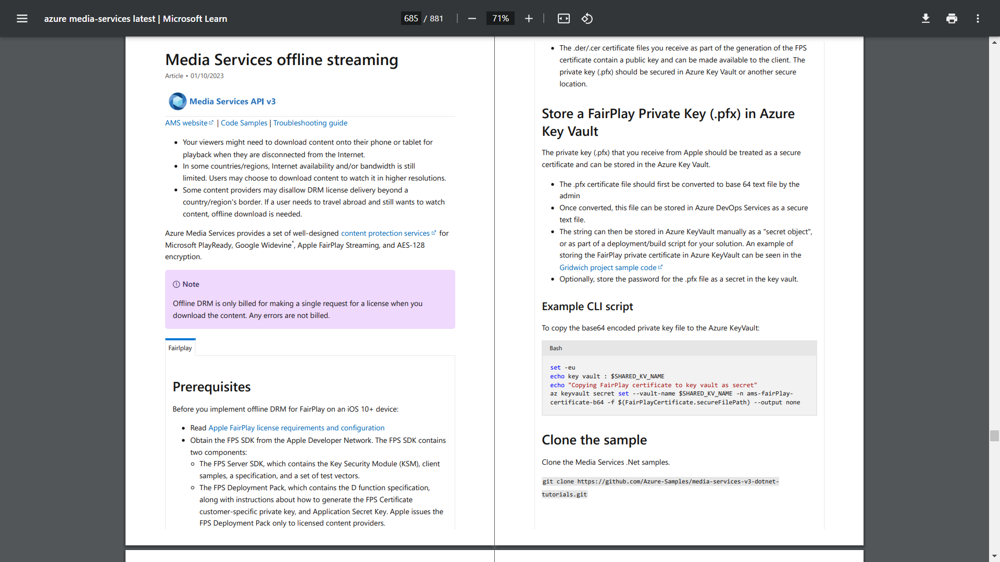 azure media-services latest | Microsoft Learn
685 / 881
71%
Media Services offline streaming
Article • 01/10/2023
Media Services API v3
AMS website | Code Samples | Troubleshooting guide
• Your viewers might need to download content onto their phone or tablet for
playback when they are disconnected from the Internet.
• In some countries/regions, Internet availability and/or bandwidth is still
limited. Users may choose to download content to watch it in higher resolutions.
• Some content providers may disallow DRM license delivery beyond a
country/region's border. If a user needs to travel abroad and still wants to watch
content, offline download is needed.
Azure Media Services provides a set of well-designed content protection services for
Microsoft PlayReady, Google Widevine*, Apple FairPlay Streaming, and AES-128
encryption.
Note
Offline DRM is only billed for making a single request for a license when you
download the content. Any errors are not billed.
Fairlplay
Prerequisites
Before you implement offline DRM for FairPlay on an iOS 10+ device:
• Read Apple FairPlay license requirements and configuration
• Obtain the FPS SDK from the Apple Developer Network. The FPS SDK contains
two components:
○ The FPS Server SDK, which contains the Key Security Module (KSM), client
samples, a specification, and a set of test vectors.
○ The FPS Deployment Pack, which contains the D function specification,
along with instructions about how to generate the FPS Certificate
customer-specific private key, and Application Secret Key. Apple issues the
FPS Deployment Pack only to licensed content providers.
• The .der/.cer certificate files you receive as part of the generation of the FPS
certificate contain a public key and can be made available to the client. The
private key (.pfx) should be secured in Azure Key Vault or another secure
location.
Store a FairPlay Private Key (.pfx) in Azure
Key Vault
The private key (.pfx) that you receive from Apple should be treated as a secure
certificate and can be stored in the Azure Key Vault.
• The .pfx certificate file should first be converted to base 64 text file by the
admin
• Once converted, this file can be stored in Azure DevOps Services as a secure
text file.
• The string can then be stored in Azure KeyVault manually as a "secret object",
or as part of a deployment/build script for your solution. An example of
storing the FairPlay private certificate in Azure KeyVault can be seen in the
Gridwich project sample code
• Optionally, store the password for the .pfx file as a secret in the key vault.
Example CLI script
To copy the base64 encoded private key file to the Azure KeyVault:
Bash
set -eu
echo key vault : $SHARED_KV_NAME
echo "Copying FairPlay certificate to key vault as secret"
az keyvault secret set --vault-name $SHARED_KV_NAME -n ams-fairPlay-
certificate-b64 -f $(FairPlayCertificate.secureFilePath) --output none
Clone the sample
Clone the Media Services .Net samples.
git clone https://github.com/Azure-Samples/media-services-v3-dotnet-
tutorials.git